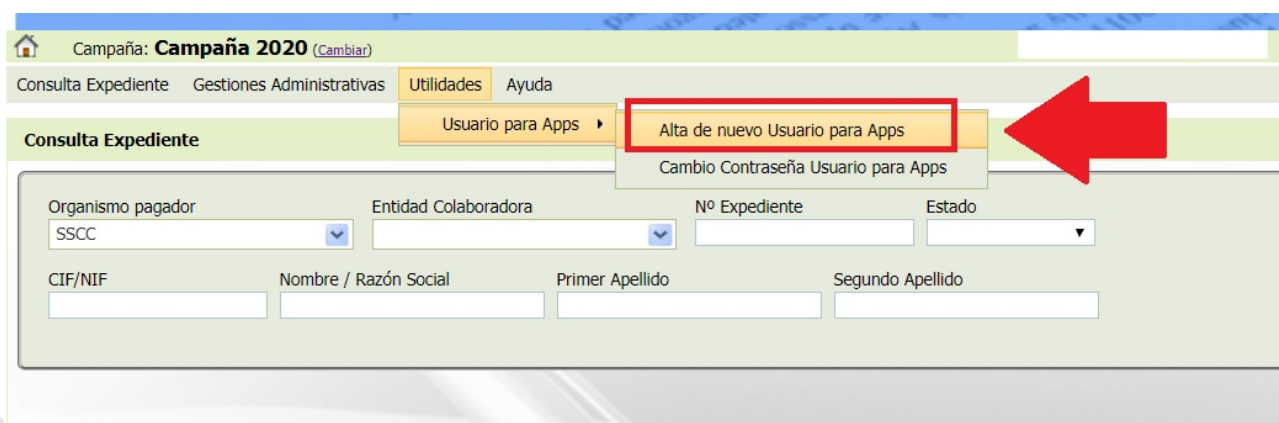 Campaña: Campaña 2020 (Cambiar)
Consulta Expediente Gestiones Administrativas Utilidades Ayuda
Usuario para Apps
Alta de nuevo Usuario para Apps
Cambio Contraseña Usuario para Apps
Consulta Expediente
Organismo pagador Entidad Colaboradora Nº Expediente Estado
SSCC
CIF/NIF Nombre / Razón Social Primer Apellido Segundo Apellido